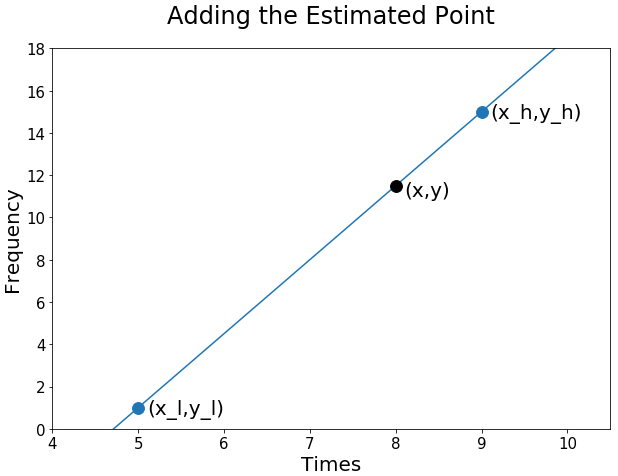 Adding the Estimated Point
18
16
14
12
10
8
6
4
2
0
Frequency
(x_h,y_h)
(x,y)
(x_l,y_l)
4 5 6 7 8 9 10
Times